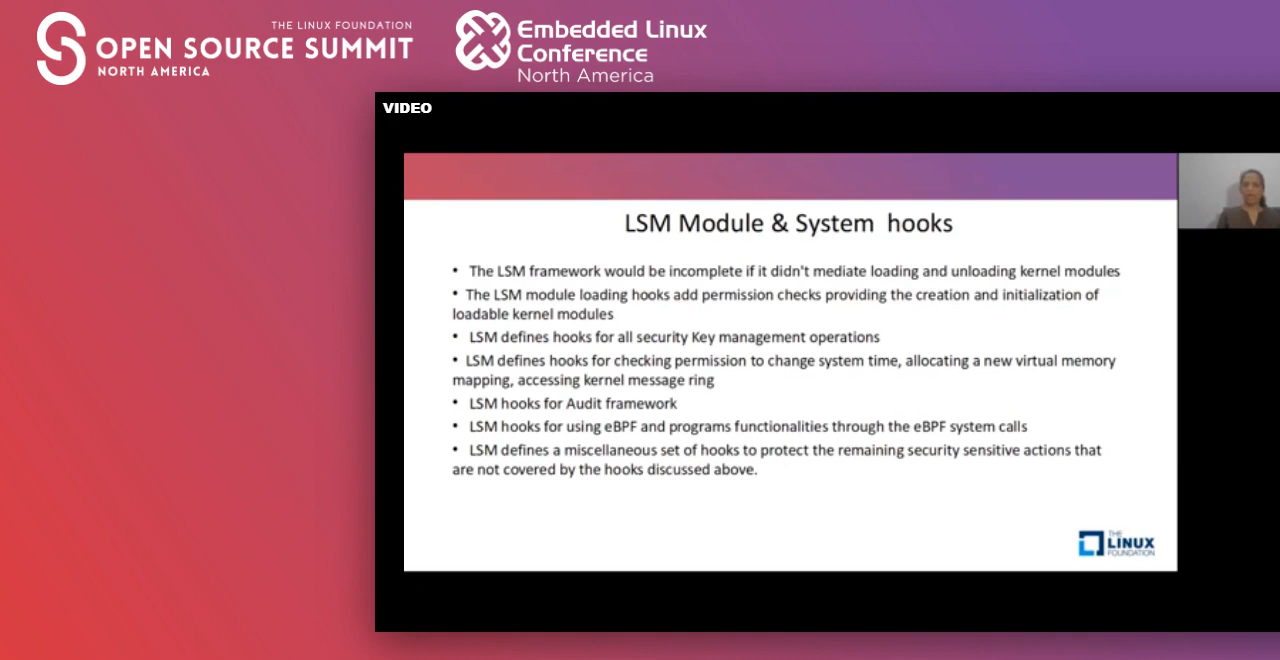 THE LINUX FOUNDATION
OPEN SOURCE SUMMIT
NORTH AMERICA
Embedded Linux
Conference
North America
VIDEO
LSM Module & System hooks
• The LSM framework would be incomplete if it didn't mediate loading and unloading kernel modules
• The LSM module loading hooks add permission checks providing the creation and initialization of
loadable kernel modules
• LSM defines hooks for all security Key management operations
• LSM defines hooks for checking permission to change system time, allocating a new virtual memory
mapping, accessing kernel message ring
• LSM hooks for Audit framework
• LSM hooks for using eBPF and programs functionalities through the eBPF system calls
• LSM defines a miscellaneous set of hooks to protect the remaining security sensitive actions that
are not covered by the hooks discussed above.
THE
LINUX
FOUNDATION